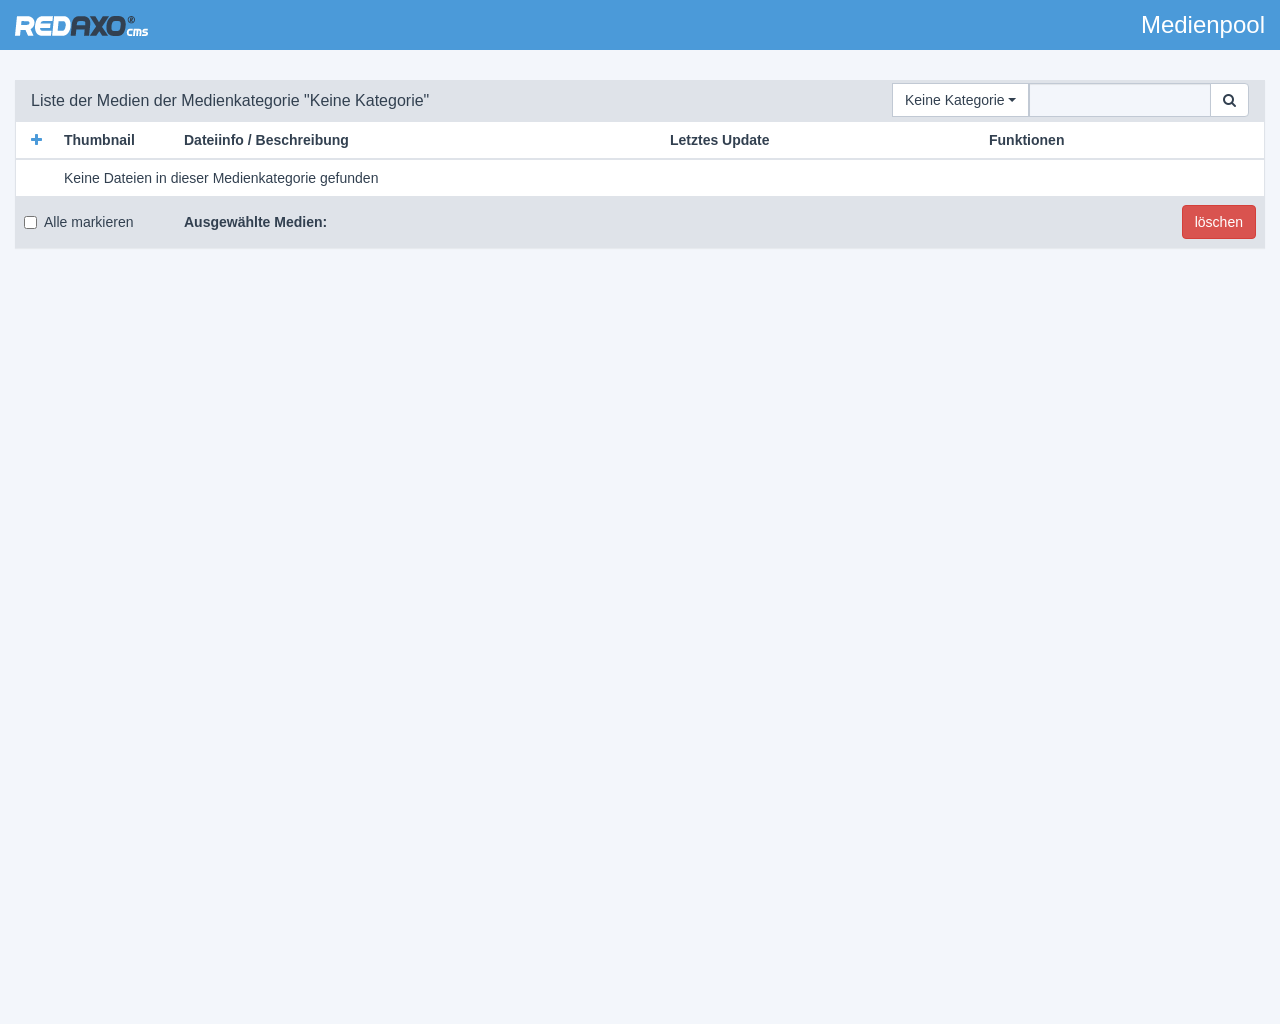 REDAXO® cms
Medienpool
Liste der Medien der Medienkategorie "Keine Kategorie"
Keine Kategorie
Thumbnail Dateiinfo / Beschreibung Letztes Update Funktionen
Keine Dateien in dieser Medienkategorie gefunden
Alle markieren Ausgewählte Medien: löschen